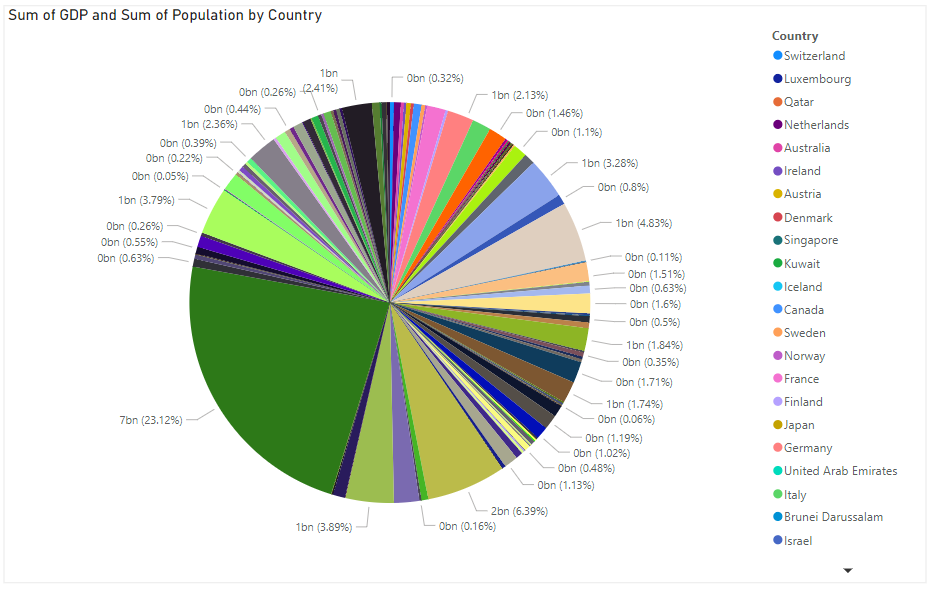 Sum of GDP and Sum of Population by Country
0bn (0.32%)
1bn (2.13%)
0bn (1.46%)
0bn (1.1%)
1bn (3.28%)
0bn (0.8%)
1bn (4.83%)
0bn (0.11%)
0bn (1.51%)
0bn (0.63%)
0bn (1.6%)
0bn (0.5%)
1bn (1.84%)
0bn (0.35%)
0bn (1.71%)
1bn (1.74%)
0bn (0.06%)
0bn (1.19%)
0bn (1.02%)
0bn (0.48%)
0bn (1.13%)
2bn (6.39%)
0bn (0.16%)
1bn (3.89%)
7bn (23.12%)
0bn (0.63%)
0bn (0.55%)
0bn (0.26%)
1bn (3.79%)
0bn (0.05%)
0bn (0.22%)
0bn (0.39%)
1bn (2.36%)
0bn (0.44%)
0bn (0.26%)
1bn
(2.41%)
Country
Switzerland
Luxembourg
Qatar
Netherlands
Australia
Ireland
Austria
Denmark
Singapore
Kuwait
Iceland
Canada
Sweden
Norway
France
Finland
Japan
Germany
United Arab Emirates
Italy
Brunei Darussalam
Israel